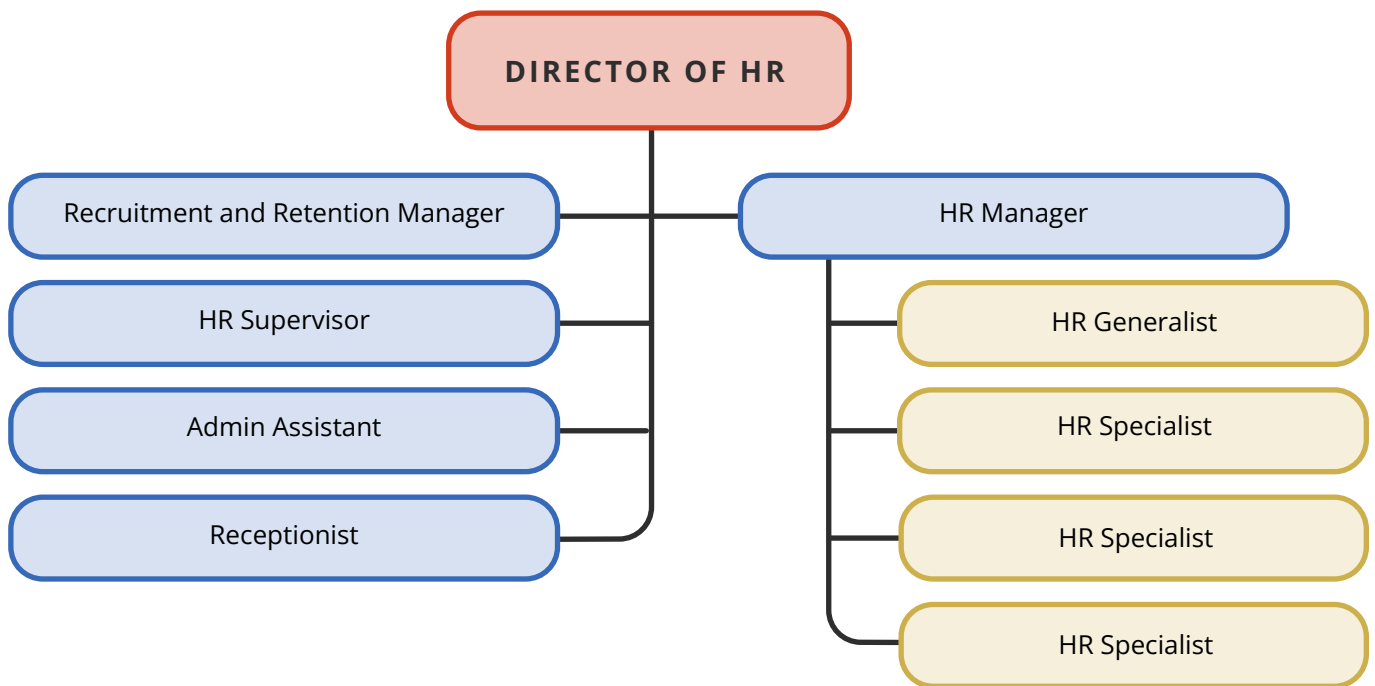 DIRECTOR OF HR
Recruitment and Retention Manager
HR Supervisor
Admin Assistant
Receptionist
HR Manager
HR Generalist
HR Specialist
HR Specialist
HR Specialist